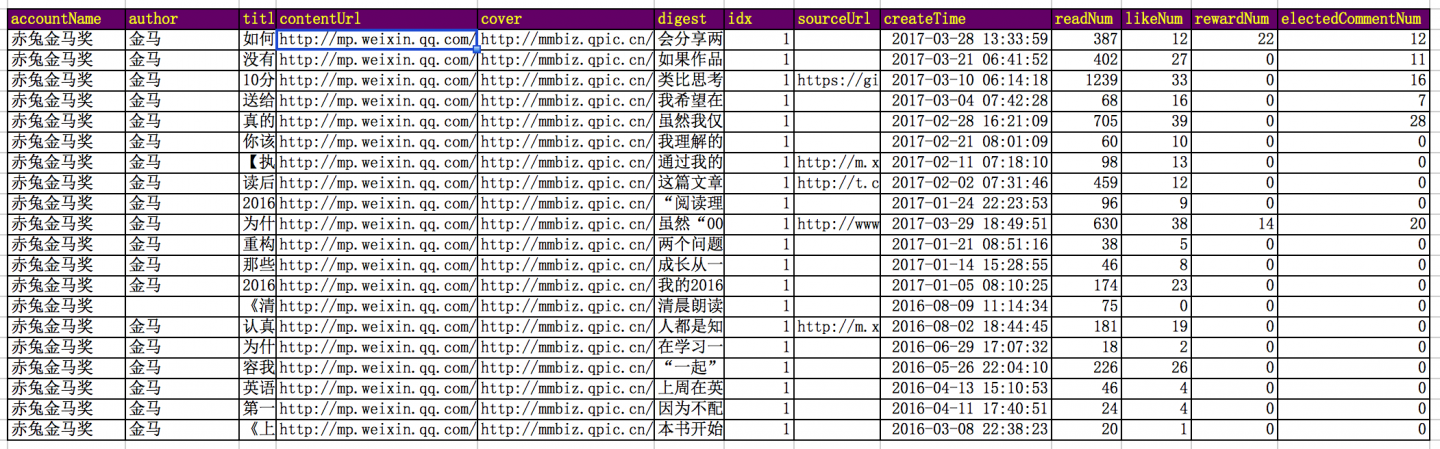 accountName author titl contentUrl cover digest idx sourceUrl createTime readNum likeNum rewardNum electedCommentNum
赤兔金马奖 金马 如何 http://mp.weixin.qq.com/ http://mmbiz.qpic.cn/ 会分享两 1 2017-03-28 13:33:59 387 12 22 12
赤兔金马奖 金马 没有 http://mp.weixin.qq.com/ http://mmbiz.qpic.cn/ 如果作品 1 2017-03-21 06:41:52 402 27 0 11
赤兔金马奖 金马 10分 http://mp.weixin.qq.com/ http://mmbiz.qpic.cn/ 类比思考 1 https://gi 2017-03-10 06:14:18 1239 33 0 16
赤兔金马奖 金马 送给 http://mp.weixin.qq.com/ http://mmbiz.qpic.cn/ 我希望在 1 2017-03-04 07:42:28 68 16 0 7
赤兔金马奖 金马 真的 http://mp.weixin.qq.com/ http://mmbiz.qpic.cn/ 虽然我仅 1 2017-02-28 16:21:09 705 39 0 28
赤兔金马奖 金马 你该 http://mp.weixin.qq.com/ http://mmbiz.qpic.cn/ 我理解的 1 2017-02-21 08:01:09 60 10 0 0
赤兔金马奖 金马 【执 http://mp.weixin.qq.com/ http://mmbiz.qpic.cn/ 通过我的 1 http://m.x 2017-02-11 07:18:10 98 13 0 0
赤兔金马奖 金马 读后 http://mp.weixin.qq.com/ http://mmbiz.qpic.cn/ 这篇文章 1 http://t.c 2017-02-02 07:31:46 459 12 0 0
赤兔金马奖 金马 2016 http://mp.weixin.qq.com/ http://mmbiz.qpic.cn/ “阅读理 1 2017-01-24 22:23:53 96 9 0 0
赤兔金马奖 金马 为什 http://mp.weixin.qq.com/ http://mmbiz.qpic.cn/ 虽然“00 1 http://www 2017-03-29 18:49:51 630 38 14 20
赤兔金马奖 金马 重构 http://mp.weixin.qq.com/ http://mmbiz.qpic.cn/ 两个问题 1 2017-01-21 08:51:16 38 5 0 0
赤兔金马奖 金马 那些 http://mp.weixin.qq.com/ http://mmbiz.qpic.cn/ 成长从一 1 2017-01-14 15:28:55 46 8 0 0
赤兔金马奖 金马 2016 http://mp.weixin.qq.com/ http://mmbiz.qpic.cn/ 我的2016 1 2017-01-05 08:10:25 174 23 0 0
赤兔金马奖 《清 http://mp.weixin.qq.com/ http://mmbiz.qpic.cn/ 清晨朗读 1 2016-08-09 11:14:34 75 0 0 0
赤兔金马奖 金马 认真 http://mp.weixin.qq.com/ http://mmbiz.qpic.cn/ 人都是知 1 http://m.x 2016-08-02 18:44:45 181 19 0 0
赤兔金马奖 金马 为什 http://mp.weixin.qq.com/ http://mmbiz.qpic.cn/ 在学习一 1 2016-06-29 17:07:32 18 2 0 0
赤兔金马奖 金马 容我 http://mp.weixin.qq.com/ http://mmbiz.qpic.cn/ “一起” 1 2016-05-26 22:04:10 226 26 0 0
赤兔金马奖 金马 英语 http://mp.weixin.qq.com/ http://mmbiz.qpic.cn/ 上周在英 1 2016-04-13 15:10:53 46 4 0 0
赤兔金马奖 金马 第一 http://mp.weixin.qq.com/ http://mmbiz.qpic.cn/ 因为不配 1 2016-04-11 17:40:51 24 4 0 0
赤兔金马奖 金马 《上 http://mp.weixin.qq.com/ http://mmbiz.qpic.cn/ 本书开始 1 2016-03-08 22:38:23 20 1 0 0